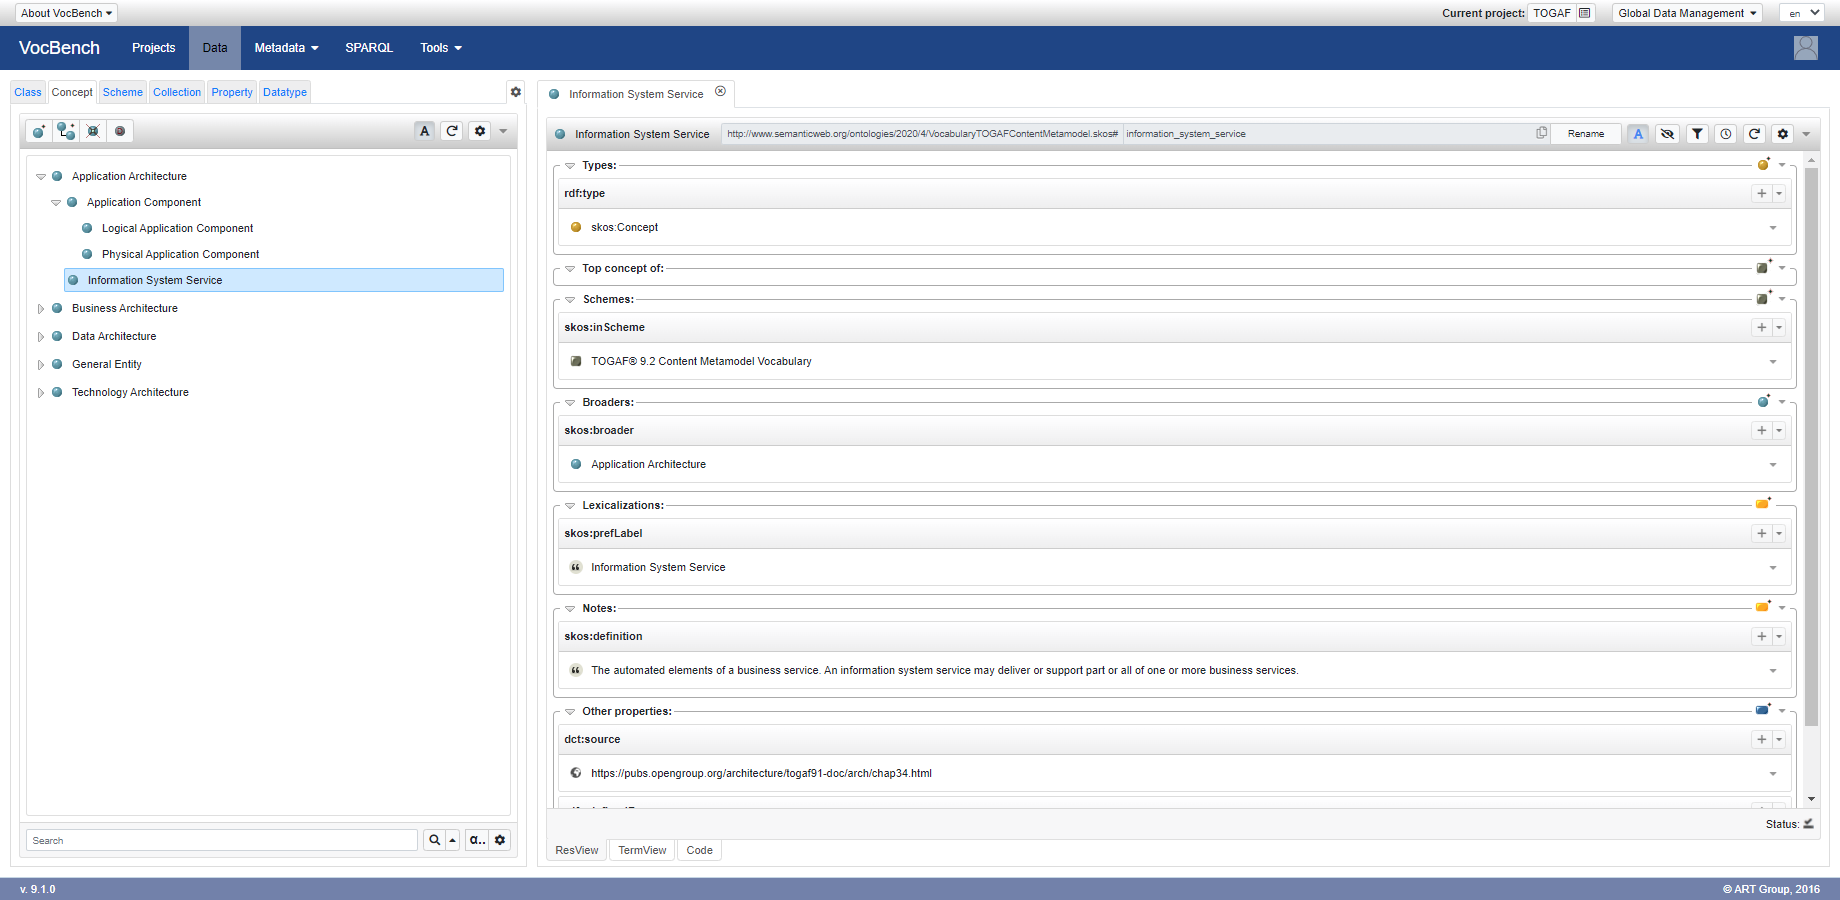 About VocBench
Current project: TOGAF
Global Data Management
en
VocBench
Projects
Data
Metadata
SPARQL
Tools
Class
Concept
Scheme
Collection
Property
Datatype
A
Application Architecture
Application Component
Logical Application Component
Physical Application Component
Information System Service
Business Architecture
Data Architecture
General Entity
Technology Architecture
Search
α..
Information System Service
Information System Service
http://www.semanticweb.org/ontologies/2020/4/VocabularyTOGAFContentMetamodel.skos#
information_system_service
Rename
A
Types:
rdf:type
skos:Concept
Top concept of:
Schemes:
skos:inScheme
TOGAF® 9.2 Content Metamodel Vocabulary
Broaders:
skos:broader
Application Architecture
Lexicalizations:
skos:prefLabel
Information System Service
Notes:
skos:definition
The automated elements of a business service. An information system service may deliver or support part or all of one or more business services.
Other properties:
dct:source
https://pubs.opengroup.org/architecture/togaf91-doc/arch/chap34.html
Status:
ResView
TermView
Code
v. 9.1.0
© ART Group, 2016